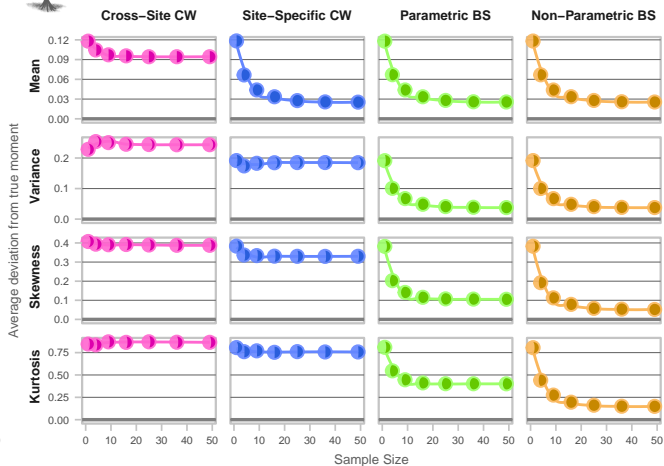 Cross−Site CW Site−Specific CW Parametric BS Non−Parametric BS
Average deviation from true moment
Mean
0.12
0.09
0.06
0.03
0.00
Variance
0.2
0.1
0.0
Skewness
0.4
0.3
0.2
0.1
0.0
Kurtosis
0.75
0.50
0.25
0.00
0 10 20 30 40 50 0 10 20 30 40 50 0 10 20 30 40 50 0 10 20 30 40 50
Sample Size